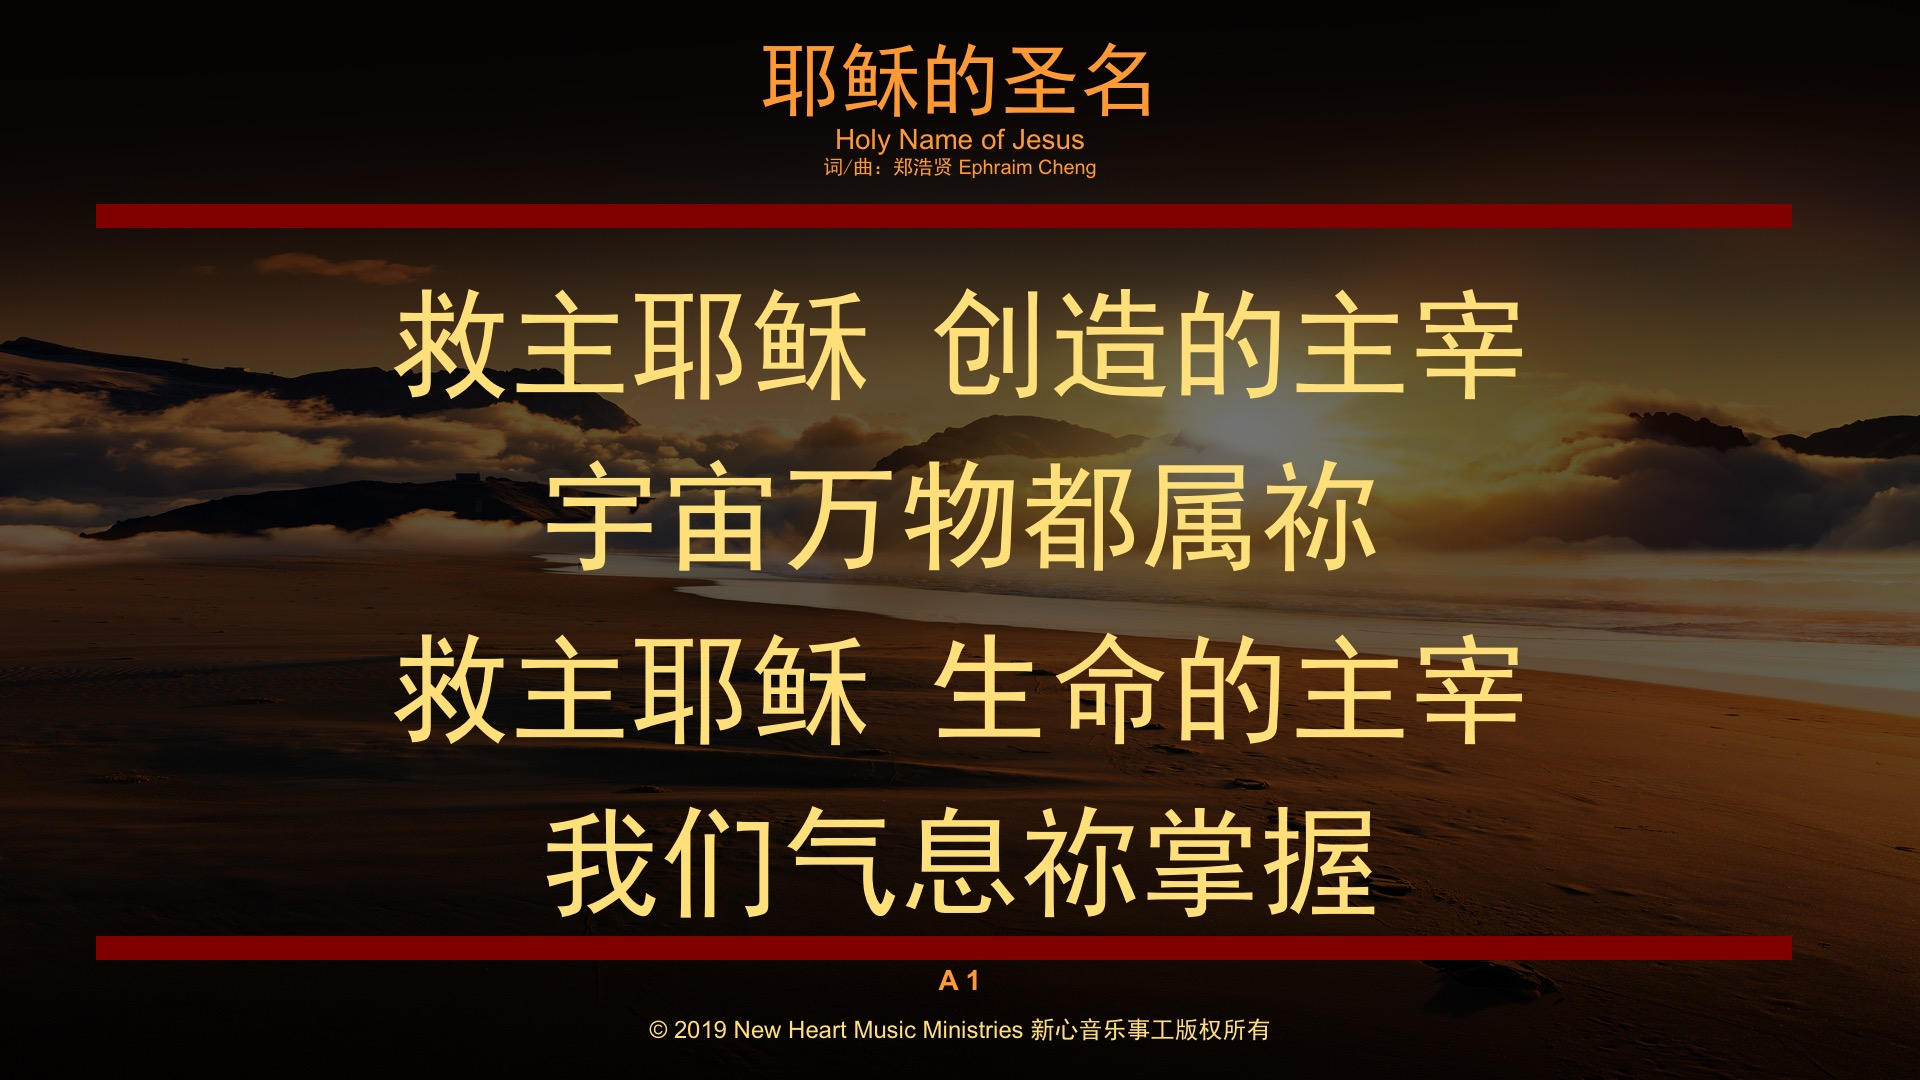 耶稣的圣名
Holy Name of Jesus
词/曲：郑浩贤 Ephraim Cheng
救主耶稣 创造的主宰
宇宙万物都属祢
救主耶稣 生命的主宰
我们气息祢掌握
A 1
© 2019 New Heart Music Ministries 新心音乐事工版权所有